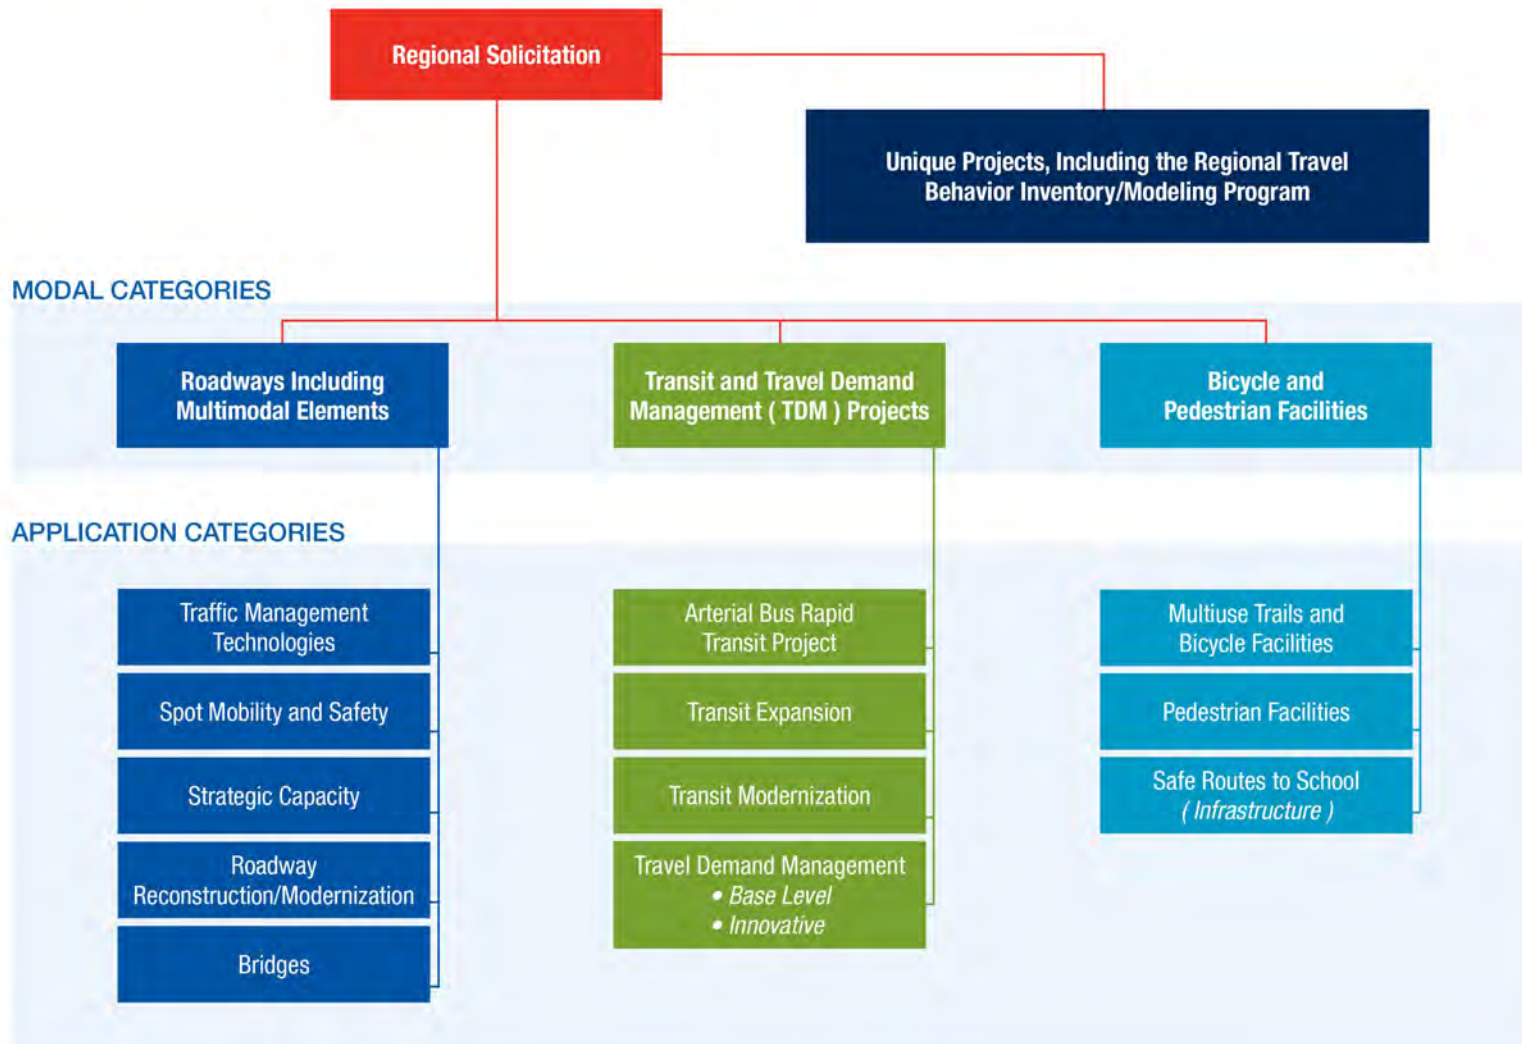 Regional Solicitation
Unique Projects, Including the Regional Travel
Behavior Inventory/Modeling Program
MODAL CATEGORIES
Roadways Including
Multimodal Elements
Transit and Travel Demand
Management ( TDM ) Projects
Bicycle and
Pedestrian Facilities
APPLICATION CATEGORIES
Traffic Management
Technologies
Spot Mobility and Safety
Strategic Capacity
Roadway
Reconstruction/Modernization
Bridges
Arterial Bus Rapid
Transit Project
Transit Expansion
Transit Modernization
Travel Demand Management
• Base Level
• Innovative
Multiuse Trails and
Bicycle Facilities
Pedestrian Facilities
Safe Routes to School
( Infrastructure )